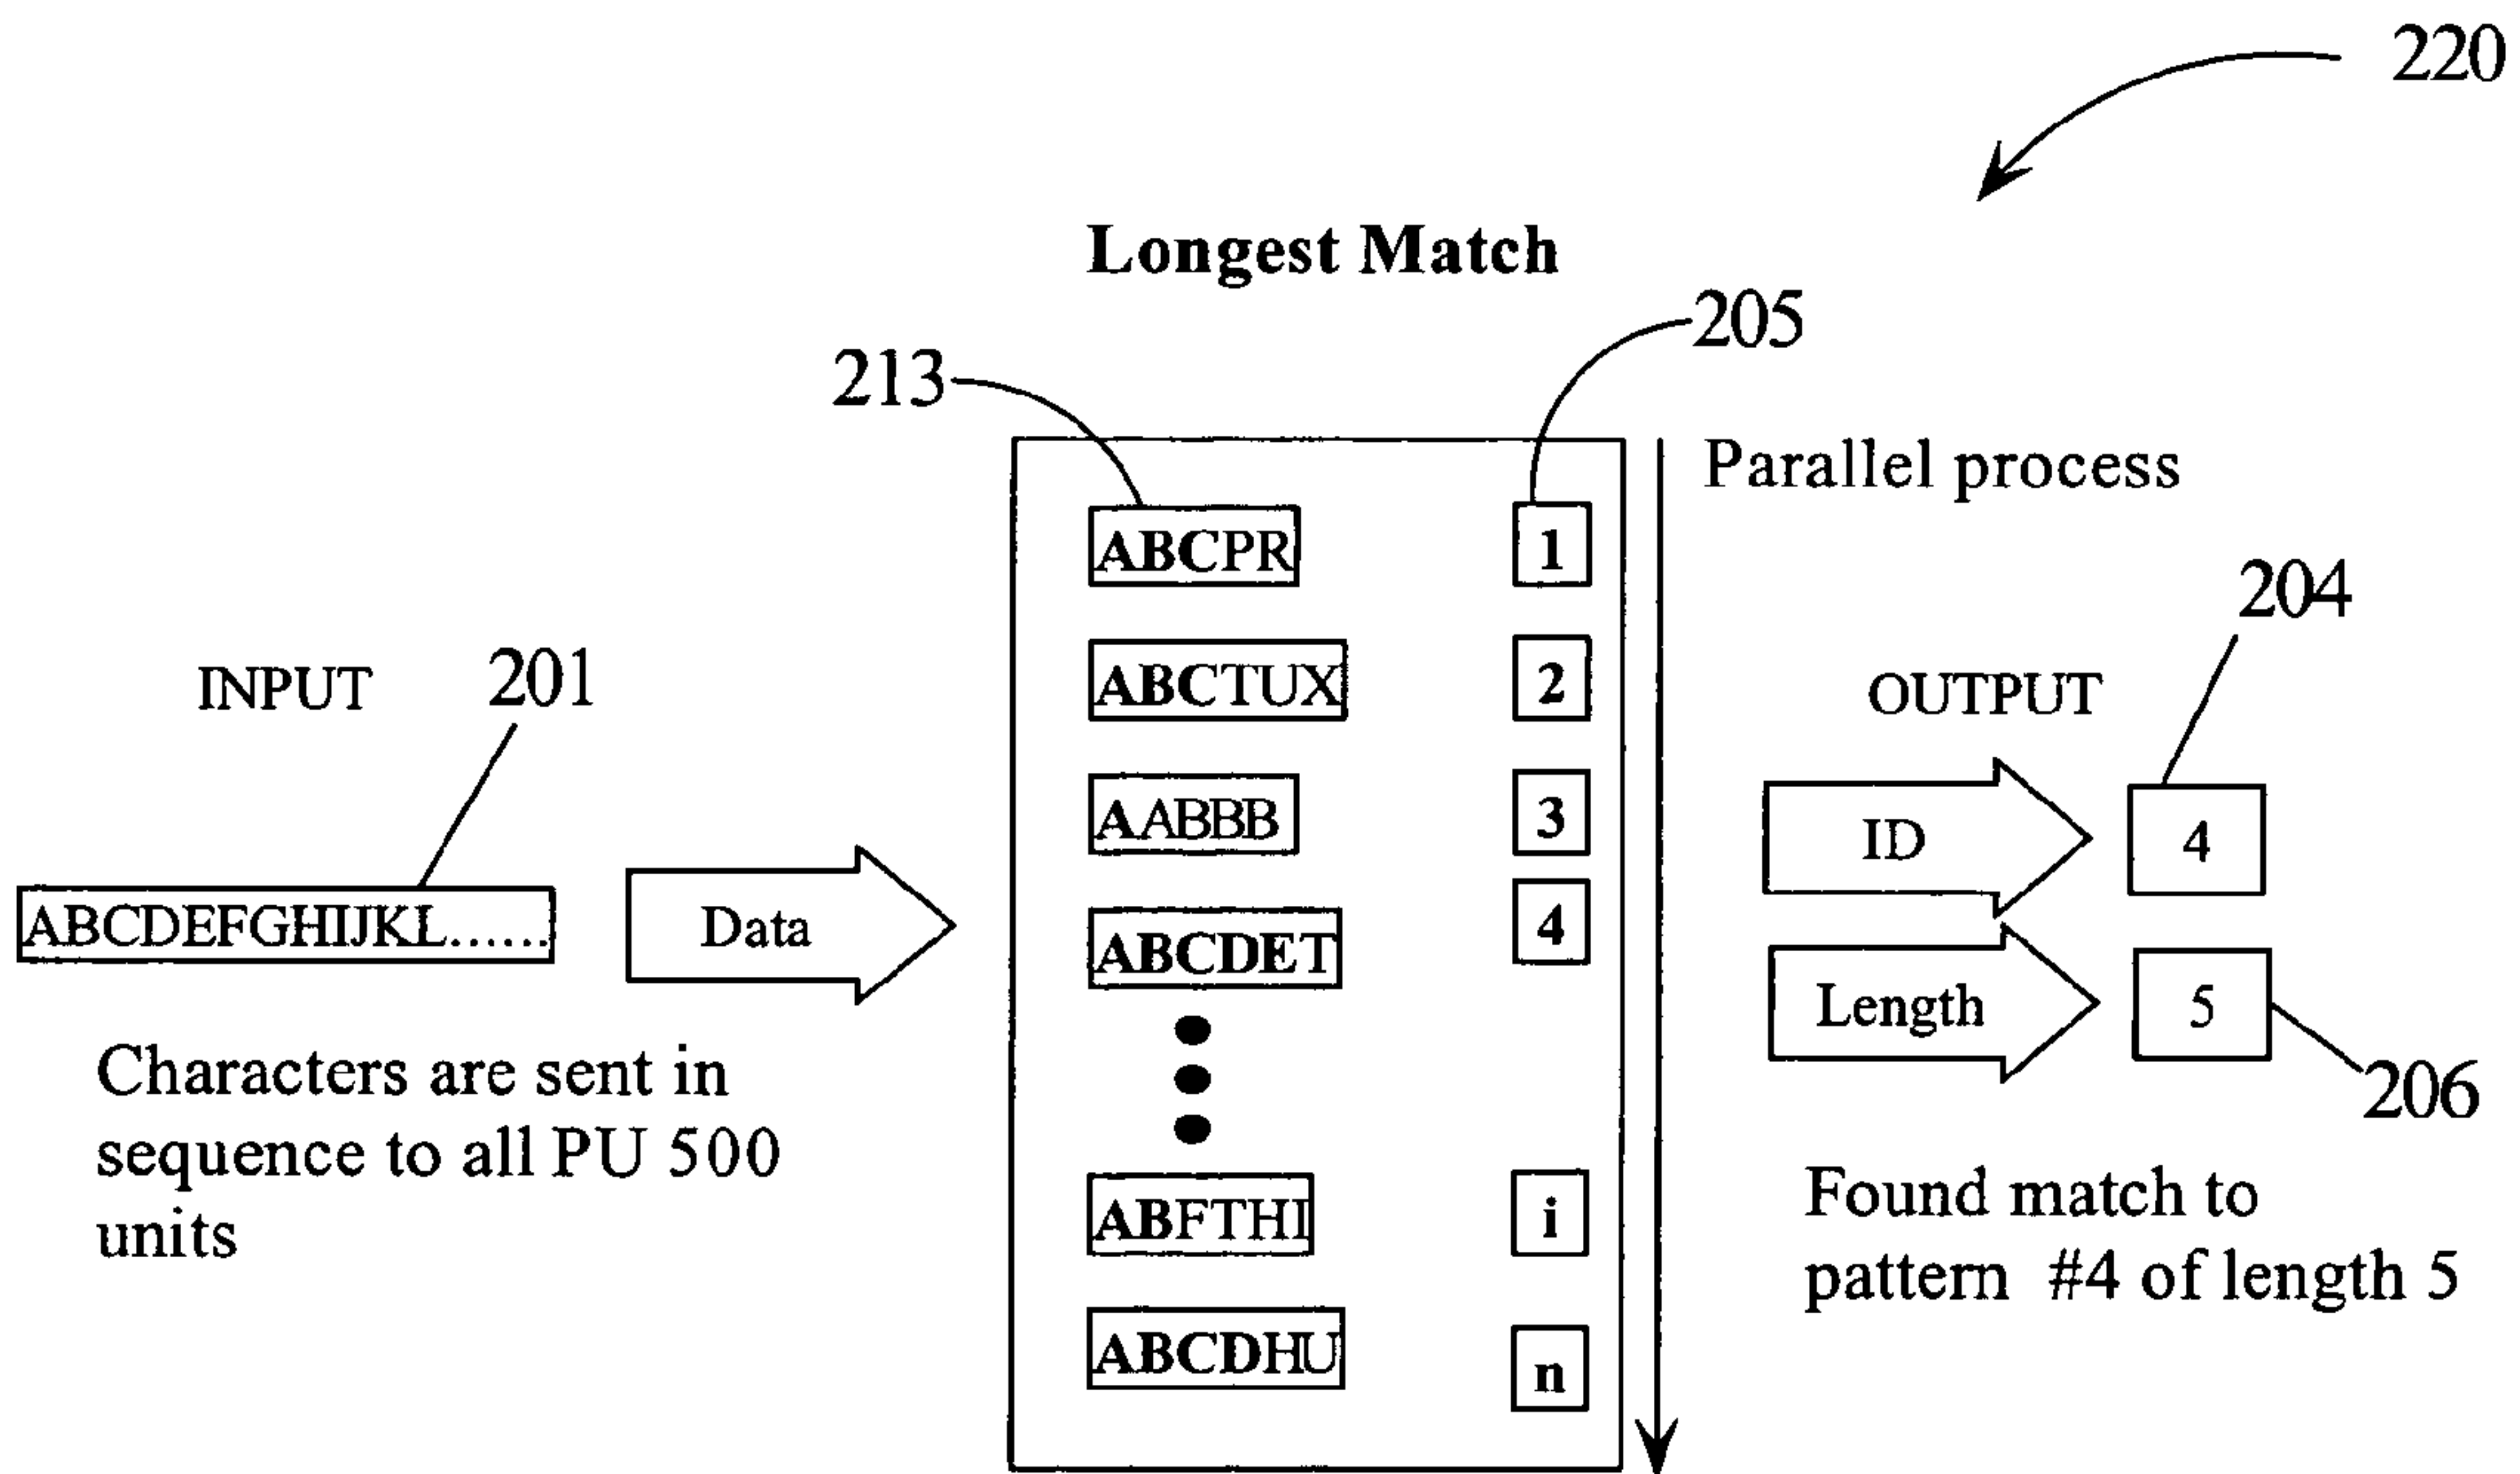 220
Longest Match
205
213
Parallel process
ABCPR
1
204
INPUT
201
ABCTUX
2
OUTPUT
AABBB
3
ID
4
ABCDEFGHIJKL......
Data
ABCDET
4
Length
5
206
Characters are sent in
sequence to all PU 500
units
ABFTHI
i
Found match to
pattern #4 of length 5
ABCDHU
n